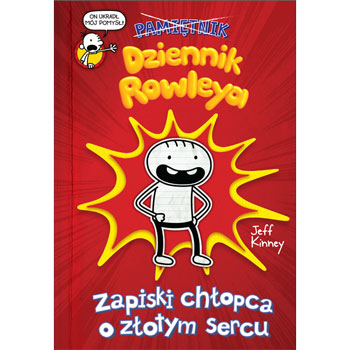 ON UKRADŁ
MÓJ POMYSŁ!
PAMIĘTNIK
Dziennik
Rowleya
Jeff
Kinney
Zapiski chłopca
o złotym sercu